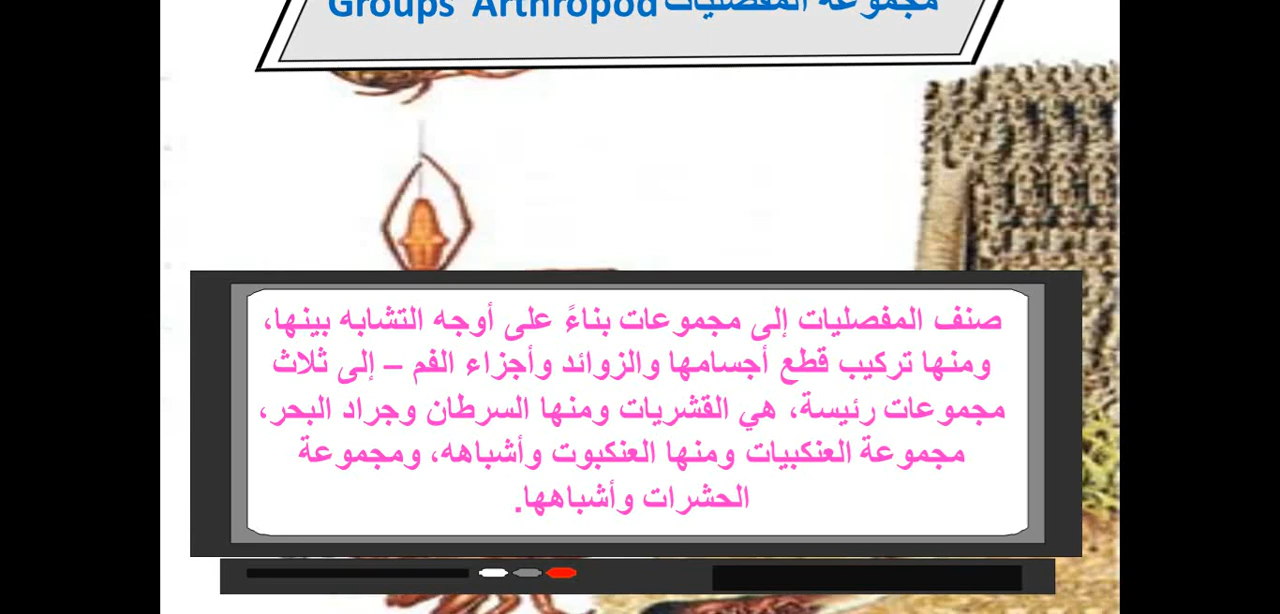 مجموعة المفصليات Groups Arthropod
صنف المفصليات إلى مجموعات بناءً على أوجه التشابه بينها،
ومنها تركيب قطع أجسامها والزوائد وأجزاء الفم – إلى ثلاث
مجموعات رئيسة، هي القشريات ومنها السرطان وجراد البحر،
مجموعة العنكبيات ومنها العنكبوت وأشباهه، ومجموعة
الحشرات وأشباهها.